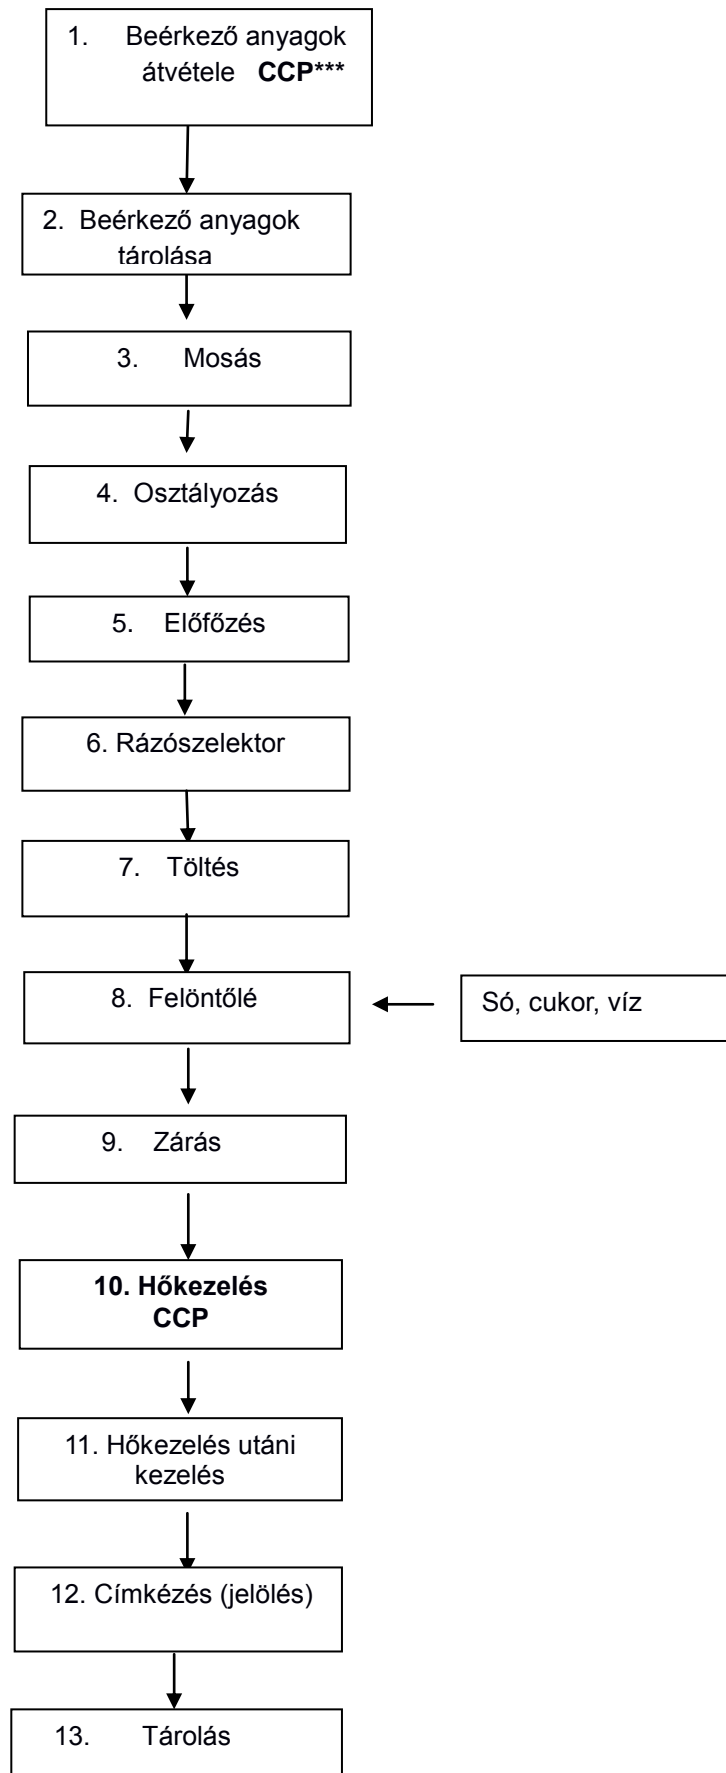 1. Beérkező anyagok
átvétele CCP***
2. Beérkező anyagok
tárolása
3. Mosás
4. Osztályozás
5. Előfőzés
6. Rázószelektor
7. Töltés
8. Felöntőlé
Só, cukor, víz
9. Zárás
10. Hőkezelés
CCP
11. Hőkezelés utáni
kezelés
12. Címkézés (jelölés)
13. Tárolás